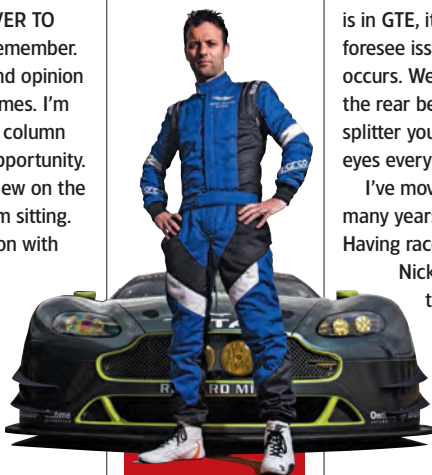 VER TO
emember.
nd opinion
mes. I'm
column
pportunity.
ew on the
m sitting.
on with
is in GTE, it
foresee iss
occurs. We
the rear be
splitter you
eyes every
I've mov
many years
Having race
Nick
t